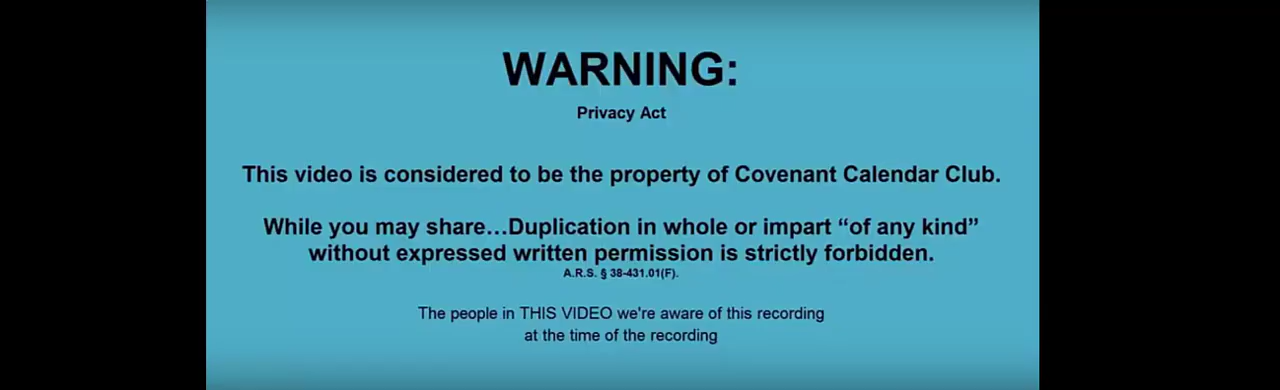 WARNING:
Privacy Act
This video is considered to be the property of Covenant Calendar Club.
While you may share...Duplication in whole or impart “of any kind”
without expressed written permission is strictly forbidden.
A.R.S. § 38-431.01(F).
The people in THIS VIDEO we're aware of this recording
at the time of the recording